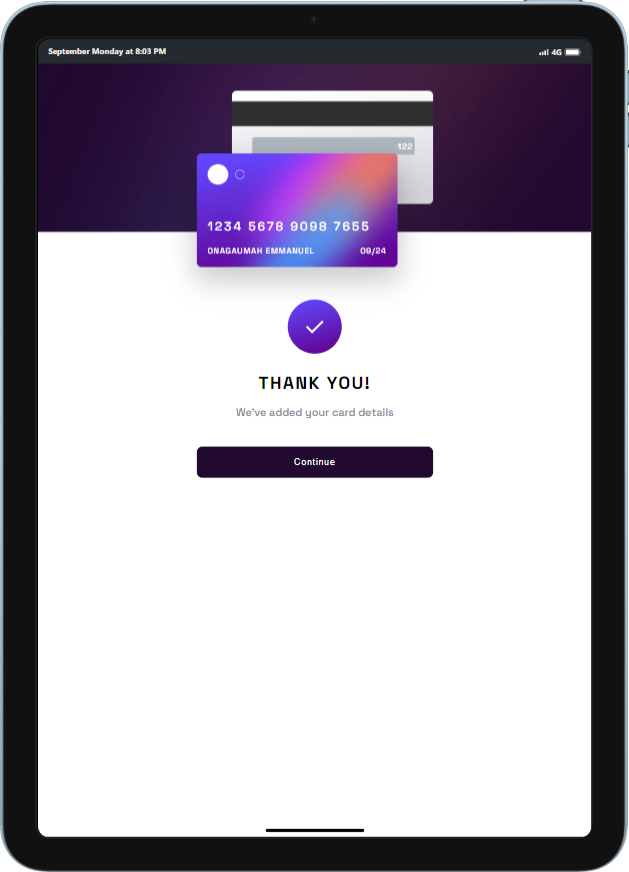 September Monday at 8:03 PM
4G
122
1234 5678 9098 7655
ONAGAUMAH EMMANUEL 09/24
THANK YOU!
We've added your card details
Continue